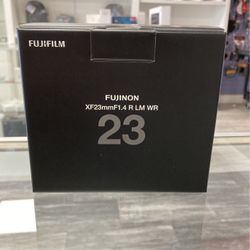 FUJIFILM
FUJINON
XF23mmF1.4 R LM WR
23